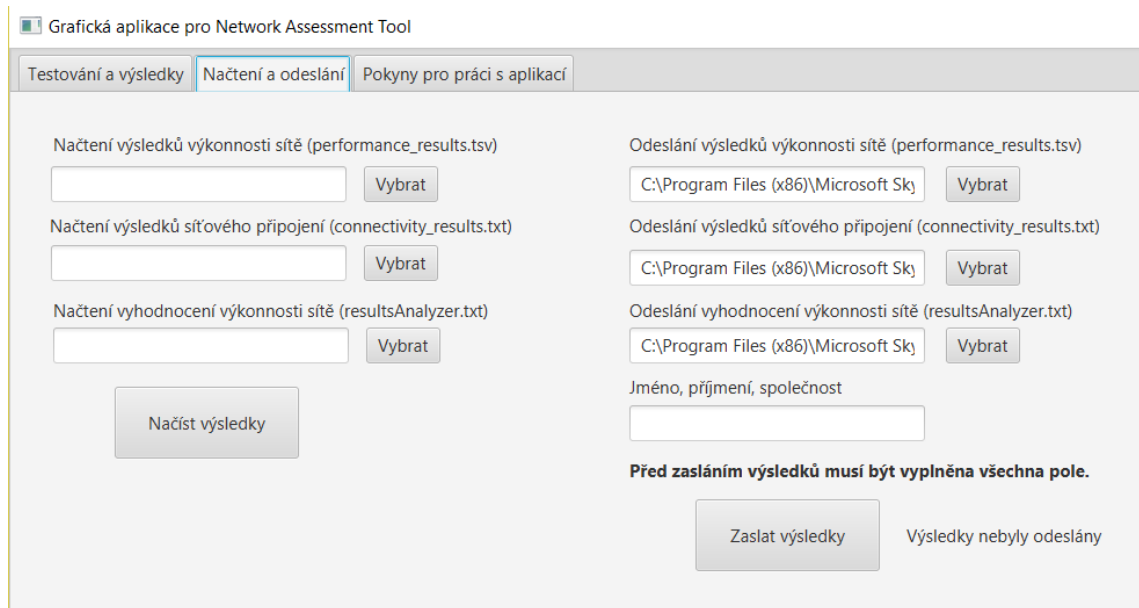 Grafická aplikace pro Network Assessment Tool
Testování a výsledky
Načtení a odeslání
Pokyny pro práci s aplikací
Načtení výsledků výkonnosti sítě (performance_results.tsv)
Vybrat
Načtení výsledků síťového připojení (connectivity_results.txt)
Vybrat
Načtení vyhodnocení výkonnosti sítě (resultsAnalyzer.txt)
Vybrat
Načíst výsledky
Odeslání výsledků výkonnosti sítě (performance_results.tsv)
C:\Program Files (x86)\Microsoft Sky
Vybrat
Odeslání výsledků síťového připojení (connectivity_results.txt)
C:\Program Files (x86)\Microsoft Sky
Vybrat
Odeslání vyhodnocení výkonnosti sítě (resultsAnalyzer.txt)
C:\Program Files (x86)\Microsoft Sky
Vybrat
Jméno, příjmení, společnost
Před zasláním výsledků musí být vyplněna všechna pole.
Zaslat výsledky
Výsledky nebyly odeslány